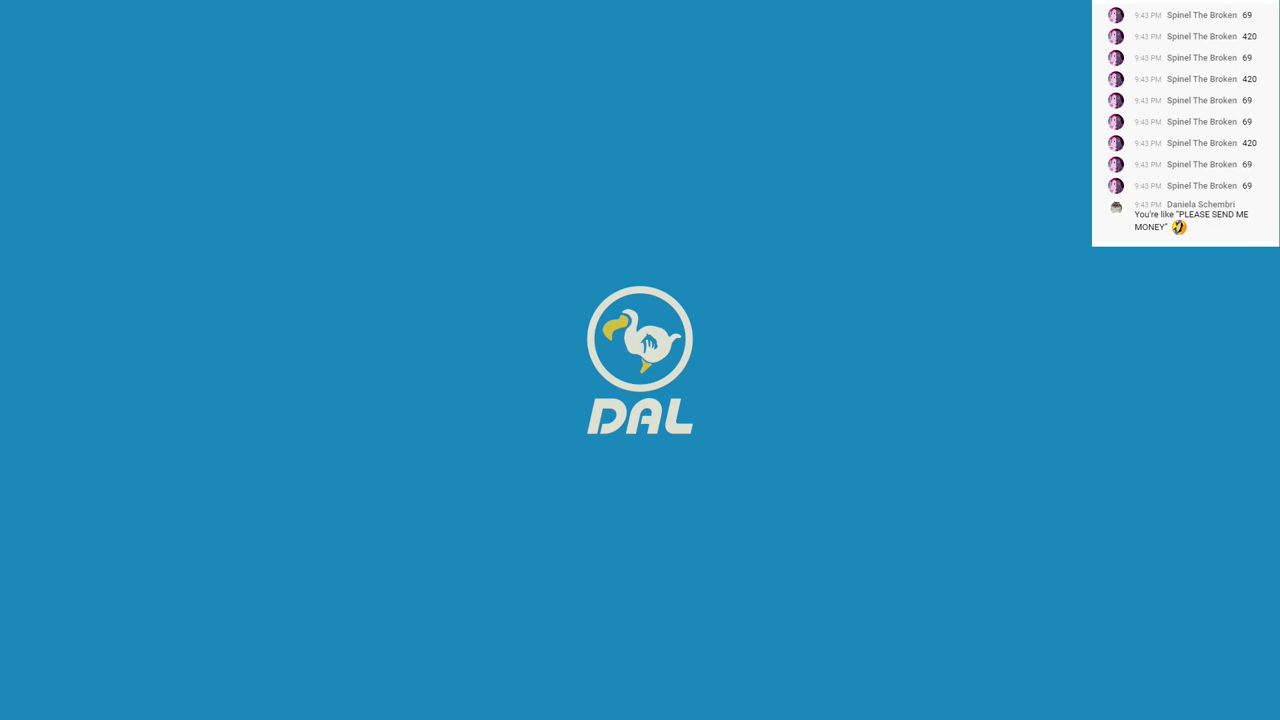 9:43 PM Spinel The Broken 69
9:43 PM Spinel The Broken 420
9:43 PM Spinel The Broken 69
9:43 PM Spinel The Broken 420
9:43 PM Spinel The Broken 69
9:43 PM Spinel The Broken 69
9:43 PM Spinel The Broken 420
9:43 PM Spinel The Broken 69
9:43 PM Spinel The Broken 69
9:43 PM Daniela Schembri
You're like "PLEASE SEND ME
MONEY" 🤣
DAL